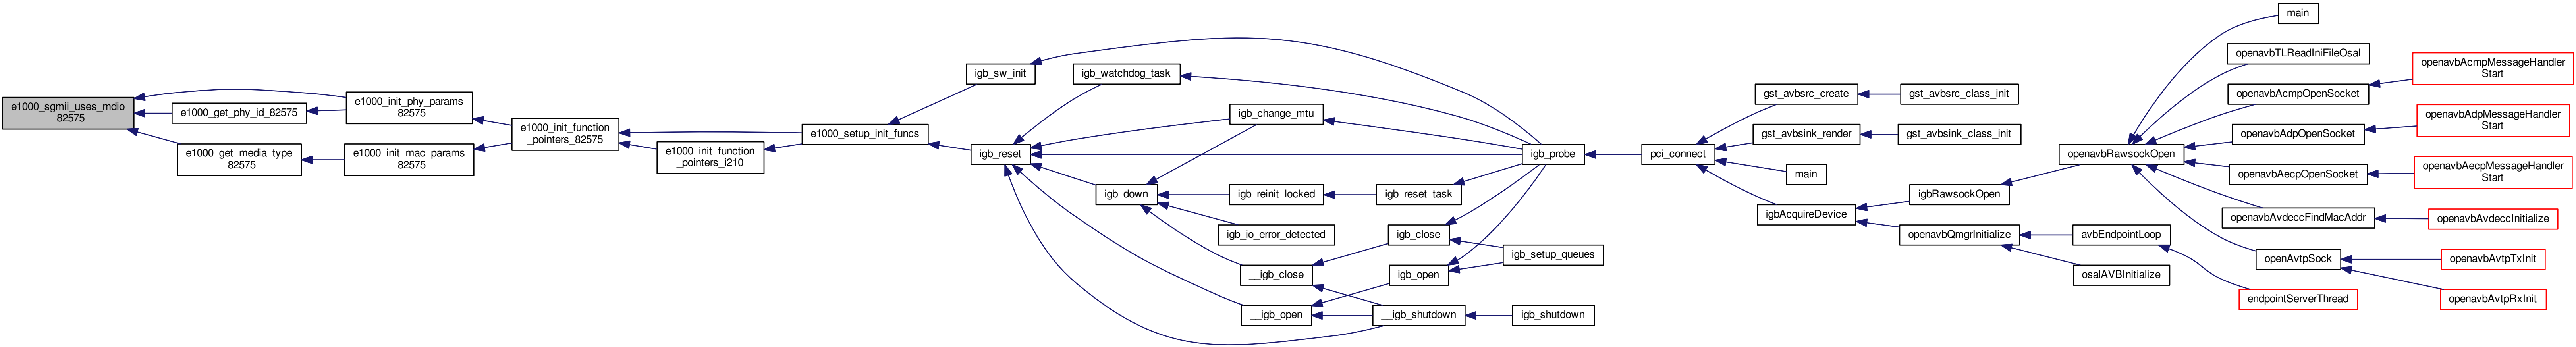 e1000_sgmii_uses_mdio
_82575
e1000_get_phy_id_82575
e1000_get_media_type
_82575
e1000_init_phy_params
_82575
e1000_init_mac_params
_82575
e1000_init_function
_pointers_82575
e1000_init_function
_pointers_i210
e1000_setup_init_funcs
igb_sw_init
igb_reset
igb_watchdog_task
igb_down
igb_change_mtu
igb_reinit_locked
igb_io_error_detected
__igb_close
__igb_open
igb_reset_task
igb_close
igb_open
__igb_shutdown
igb_probe
igb_setup_queues
igb_shutdown
pci_connect
gst_avbsrc_create
gst_avbsink_render
main
igbAcquireDevice
gst_avbsrc_class_init
gst_avbsink_class_init
igbRawsockOpen
openavbQmgrInitialize
openavbRawsockOpen
avbEndpointLoop
osalAVBInitialize
main
openavbTLReadIniFileOsal
openavbAcmpOpenSocket
openavbAdpOpenSocket
openavbAecpOpenSocket
openavbAvdeccFindMacAddr
openAvtpSock
endpointServerThread
openavbAcmpMessageHandler
Start
openavbAdpMessageHandler
Start
openavbAecpMessageHandler
Start
openavbAvdeccInitialize
openavbAvtpTxInit
openavbAvtpRxInit